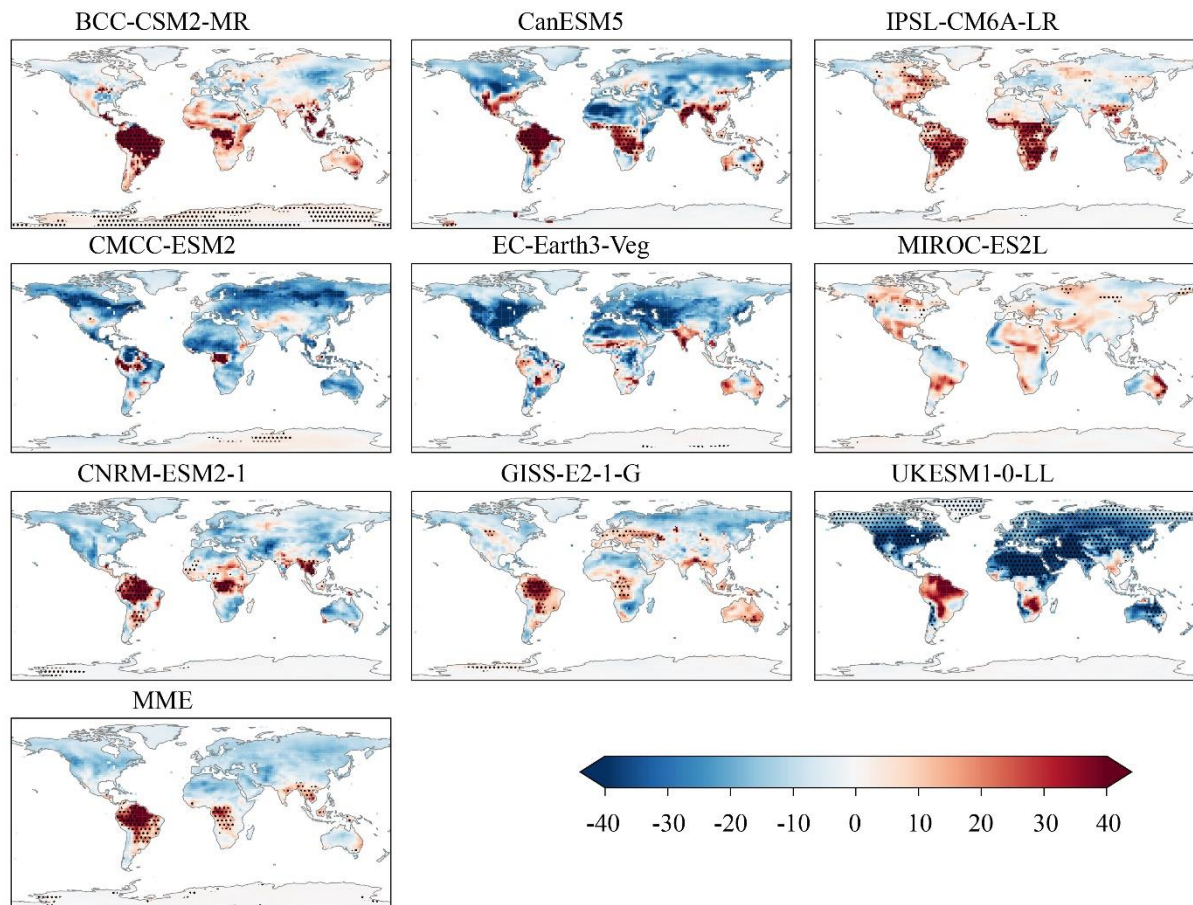 BCC-CSM2-MR CanESM5 IPSL-CM6A-LR
CMCC-ESM2 EC-Earth3-Veg MIROC-ES2L
CNRM-ESM2-1 GISS-E2-1-G UKESM1-0-LL
MME
-40 -30 -20 -10 0 10 20 30 40